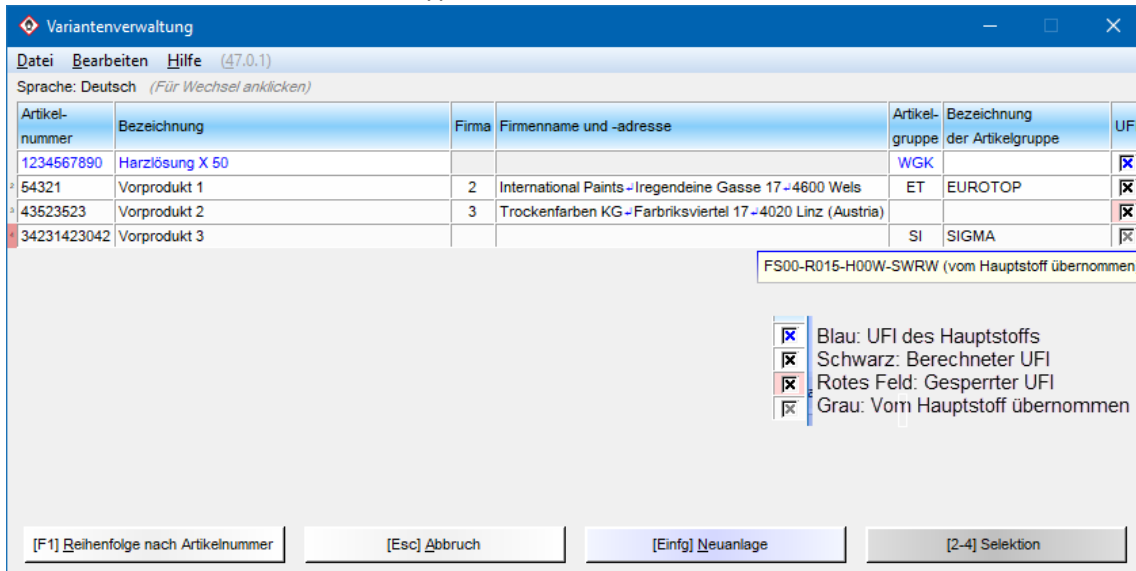 Variantenverwaltung
Datei Bearbeiten Hilfe (47.0.1)
Sprache: Deutsch (Für Wechsel anklicken)
Artikel-nummer Bezeichnung Firma Firmenname und -adresse Artikel-gruppe Bezeichnung der Artikelgruppe UF
1234567890 Harzlösung X 50 WGK
2 54321 Vorprodukt 1 2 International Paints↵Iregendeine Gasse 17↵4600 Wels ET EUROTOP
3 43523523 Vorprodukt 2 3 Trockenfarben KG↵Farbriksviertel 17↵4020 Linz (Austria)
34231423042 Vorprodukt 3 SI SIGMA
FS00-R015-H00W-SWRW (vom Hauptstoff übernommen
Blau: UFI des Hauptstoffs
Schwarz: Berechneter UFI
Rotes Feld: Gesperrter UFI
Grau: Vom Hauptstoff übernommen
[F1] Reihenfolge nach Artikelnummer [Esc] Abbruch [Einfg] Neuanlage [2-4] Selektion